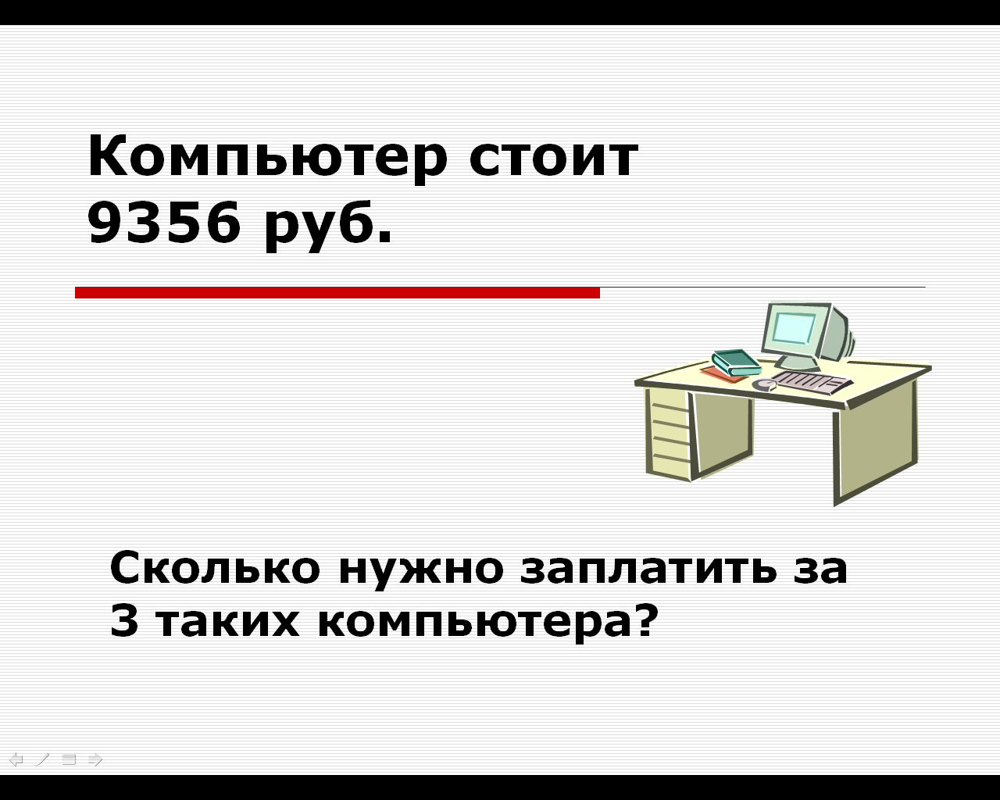 Компьютер стоит
9356 руб.
Сколько нужно заплатить за
3 таких компьютера?